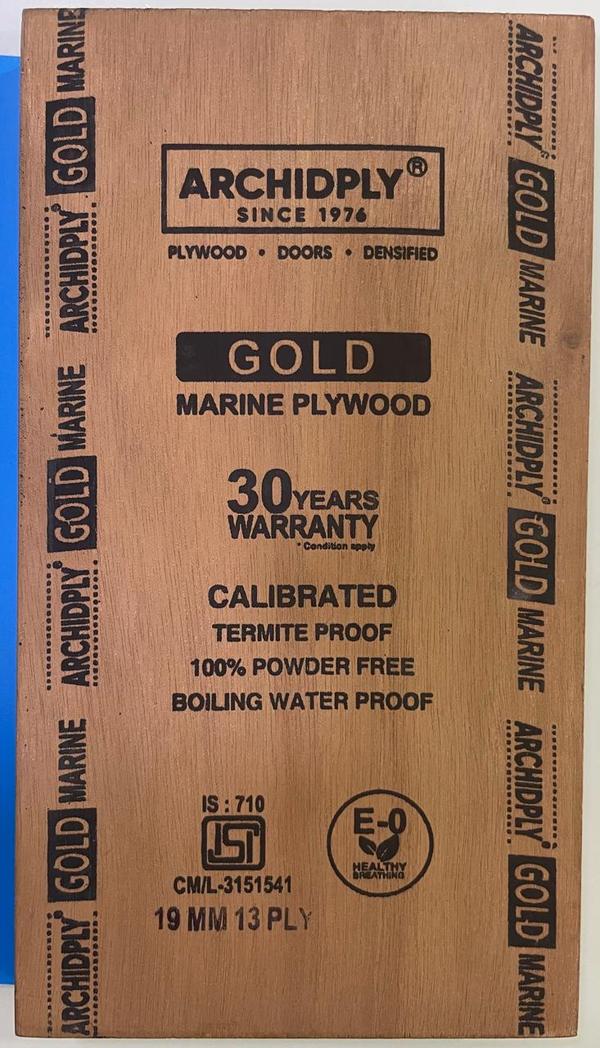 ARCHIDPLY®
SINCE 1976
PLYWOOD • DOORS • DENSIFIED
GOLD
MARINE PLYWOOD
30 YEARS
WARRANTY
* Condition apply
CALIBRATED
TERMITE PROOF
100% POWDER FREE
BOILING WATER PROOF
IS : 710
ISI
CM/L-3151541
19 MM 13 PLY
E-0
HEALTHY
BREATHING
ARCHIDPLY® GOLD MARINE ARCHIDPLY® GOLD MARINE ARCHIDPLY® GOLD MARINE
ARCHIDPLY® GOLD MARINE ARCHIDPLY® GOLD MARINE ARCHIDPLY® GOLD MARINE